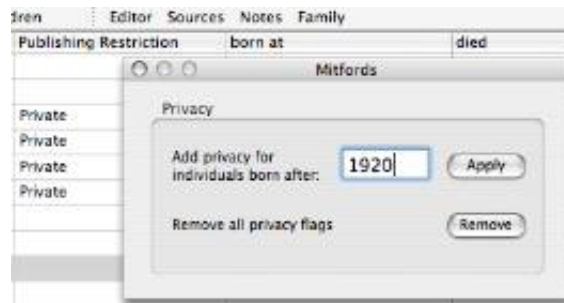 dren Editor Sources Notes Family
Publishing Restriction born at died
Mitfords
Privacy
Private
Private
Private
Private
Add privacy for
individuals born after:
1920
Apply
Remove all privacy flags
Remove